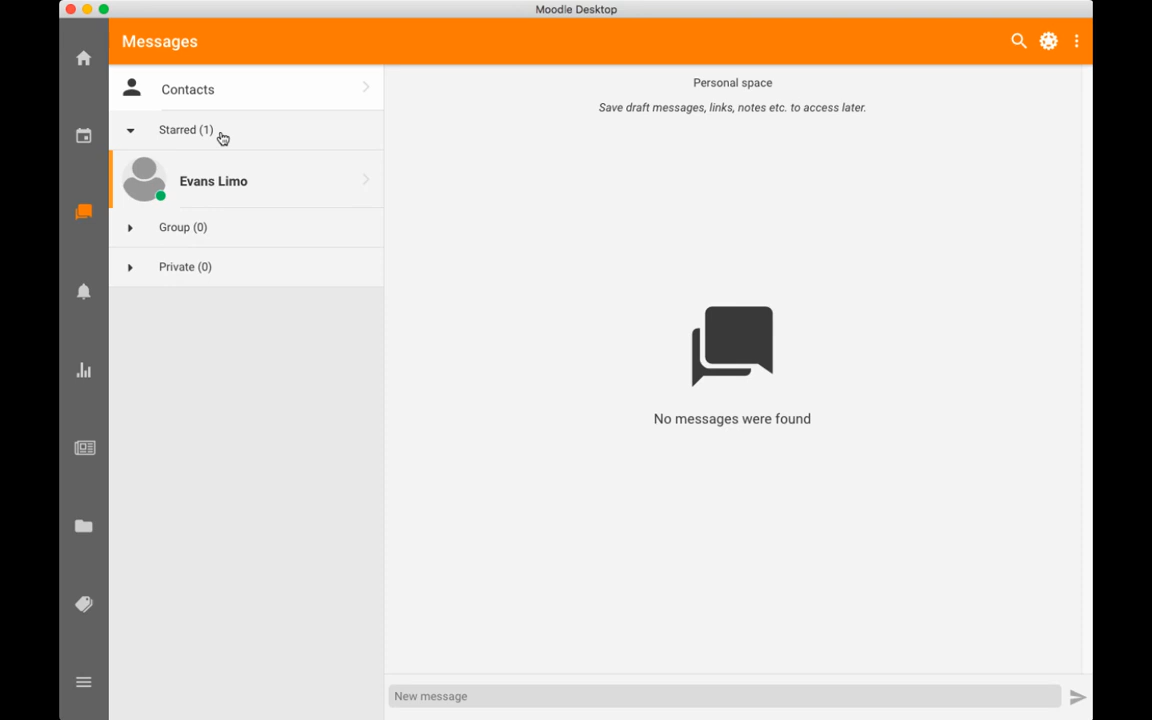 Moodle Desktop
Messages
Contacts
Starred (1)
Evans Limo
Group (0)
Private (0)
Personal space
Save draft messages, links, notes etc. to access later.
No messages were found
New message